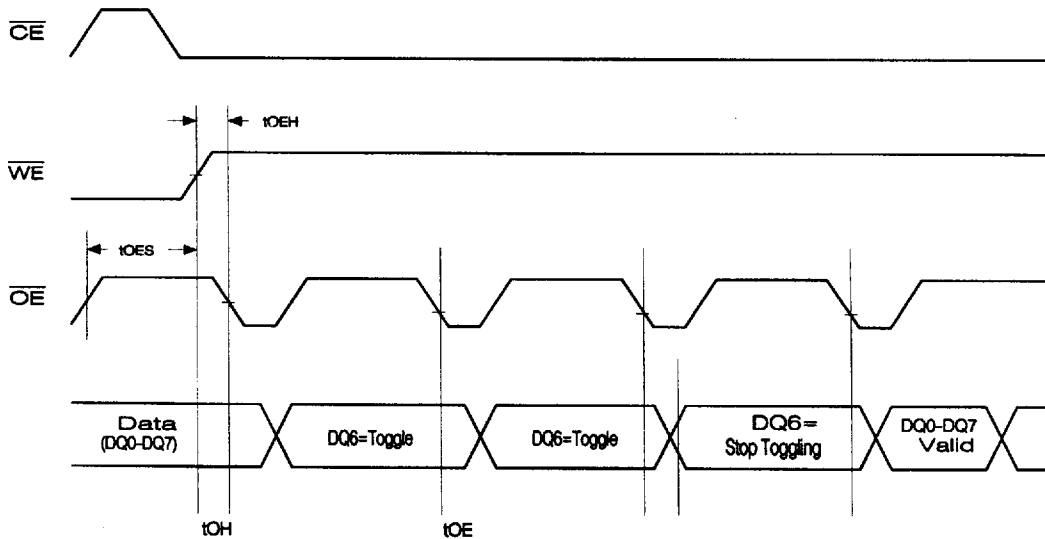 CE
tOEH
WE
tOES
OE
Data
(DQ0-DQ7)
DQ6=Toggle
DQ6=Toggle
DQ6=
Stop Toggling
DQ0-DQ7
Valid
tOH
tOE